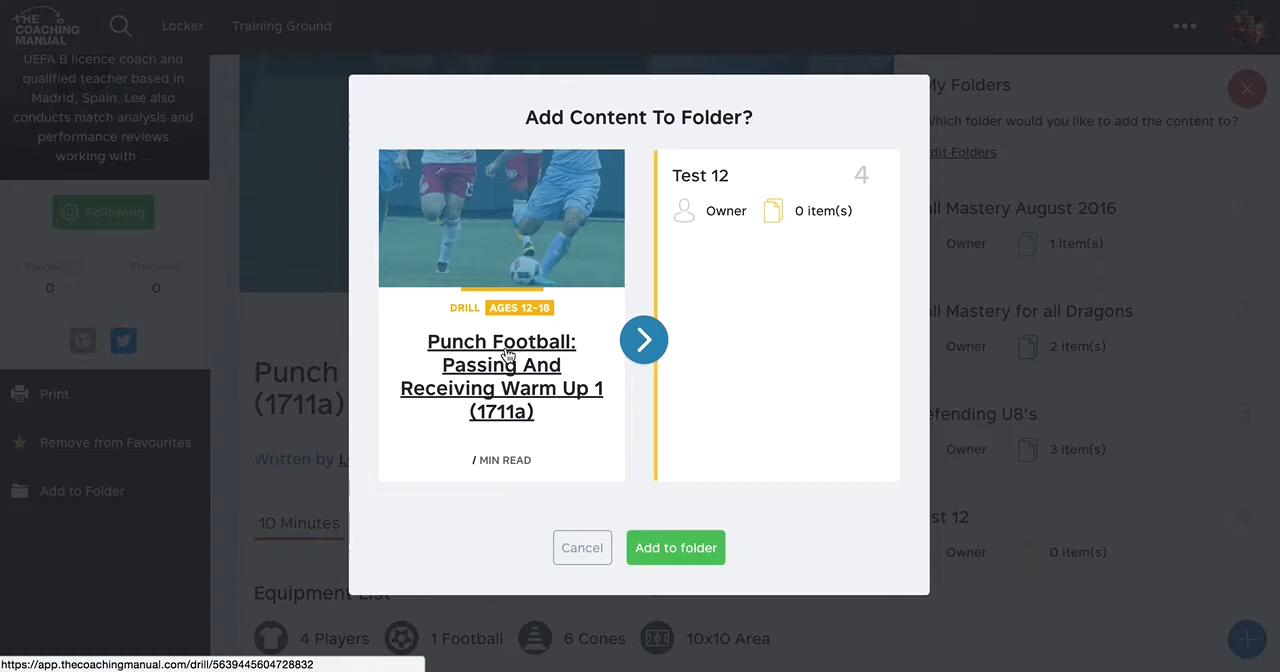 THE
COACHING
MANUAL
Locker
Training Ground
UEFA B licence coach and
qualified teacher based in
Madrid, Spain. Lee also
conducts match analysis and
performance reviews
working with ...
Following
Followers
Following
0
0
Print
Remove from Favourites
Add to Folder
Punch
(1711a)
Written by L
10 Minutes
Equipment List
4 Players
1 Football
6 Cones
10x10 Area
Add Content To Folder?
DRILL AGES 12-18
Punch Football:
Passing And
Receiving Warm Up 1
(1711a)
/ MIN READ
Test 12
4
Owner
0 item(s)
Cancel
Add to folder
My Folders
Which folder would you like to add the content to?
Edit Folders
ll Mastery August 2016
Owner
1 item(s)
ll Mastery for all Dragons
2
Owner
2 item(s)
efending U8's
3
Owner
3 item(s)
st 12
4
Owner
0 item(s)
https://app.thecoachingmanual.com/drill/5639445604728832